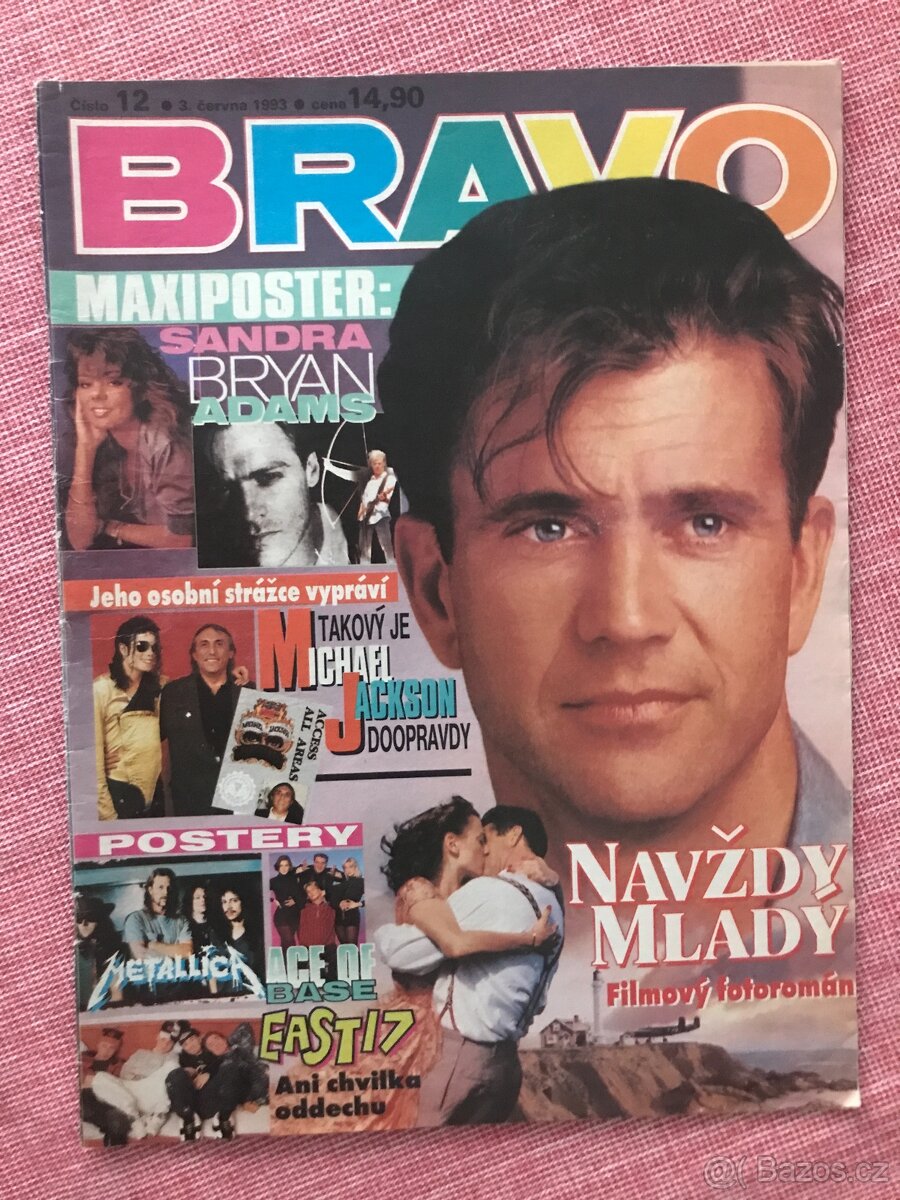 Číslo 12 • 3. června 1993 • cena 14,90
BRAVO
MAXIPOSTER:
SANDRA
BRYAN
ADAMS
Jeho osobní strážce vypráví
TAKOVÝ JE
MICHAEL
JACKSON
DOOPRAVDY
MICHAEL JACKSON
ACCESS
ALL AREAS
POSTERY
METALLICA
ACE OF
BASE
EAST 17
Ani chvilka
oddechu
NAVŽDY
MLADÝ
Filmový fotoromán
@ Bazos.cz